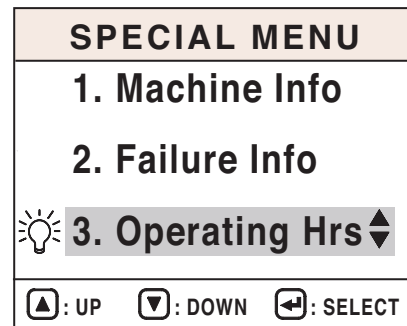 SPECIAL MENU
1. Machine Info
2. Failure Info
3. Operating Hrs
: UP : DOWN : SELECT